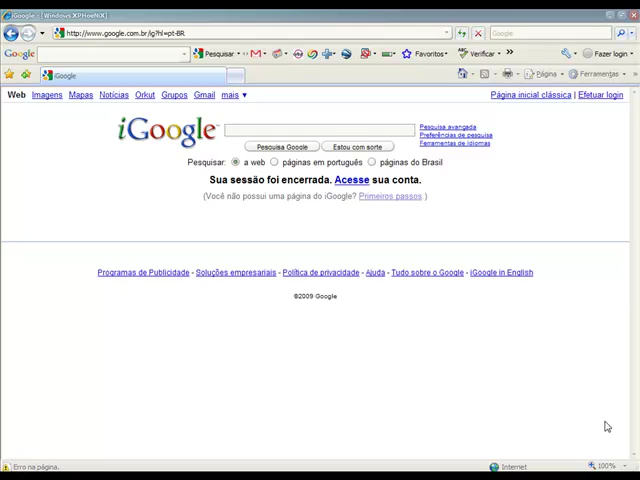 iGoogle - [Windows XPHoeNiX]
http://www.google.com.br/ig?hl=pt-BR
Google
Google
Pesquisar
Favoritos
Verificar
Fazer login
iGoogle
Página
Ferramentas
Web Imagens Mapas Notícias Orkut Grupos Gmail mais ▼
Página inicial clássica | Efetuar login
iGoogle™
Pesquisa avançada
Preferências de pesquisa
Ferramentas de idiomas
Pesquisa Google
Estou com sorte
Pesquisar: a web páginas em português páginas do Brasil
Sua sessão foi encerrada. Acesse sua conta.
(Você não possui uma página do iGoogle? Primeiros passos.)
Programas de Publicidade - Soluções empresariais - Política de privacidade - Ajuda - Tudo sobre o Google - iGoogle in English
©2009 Google
Erro na página.
Internet
100%